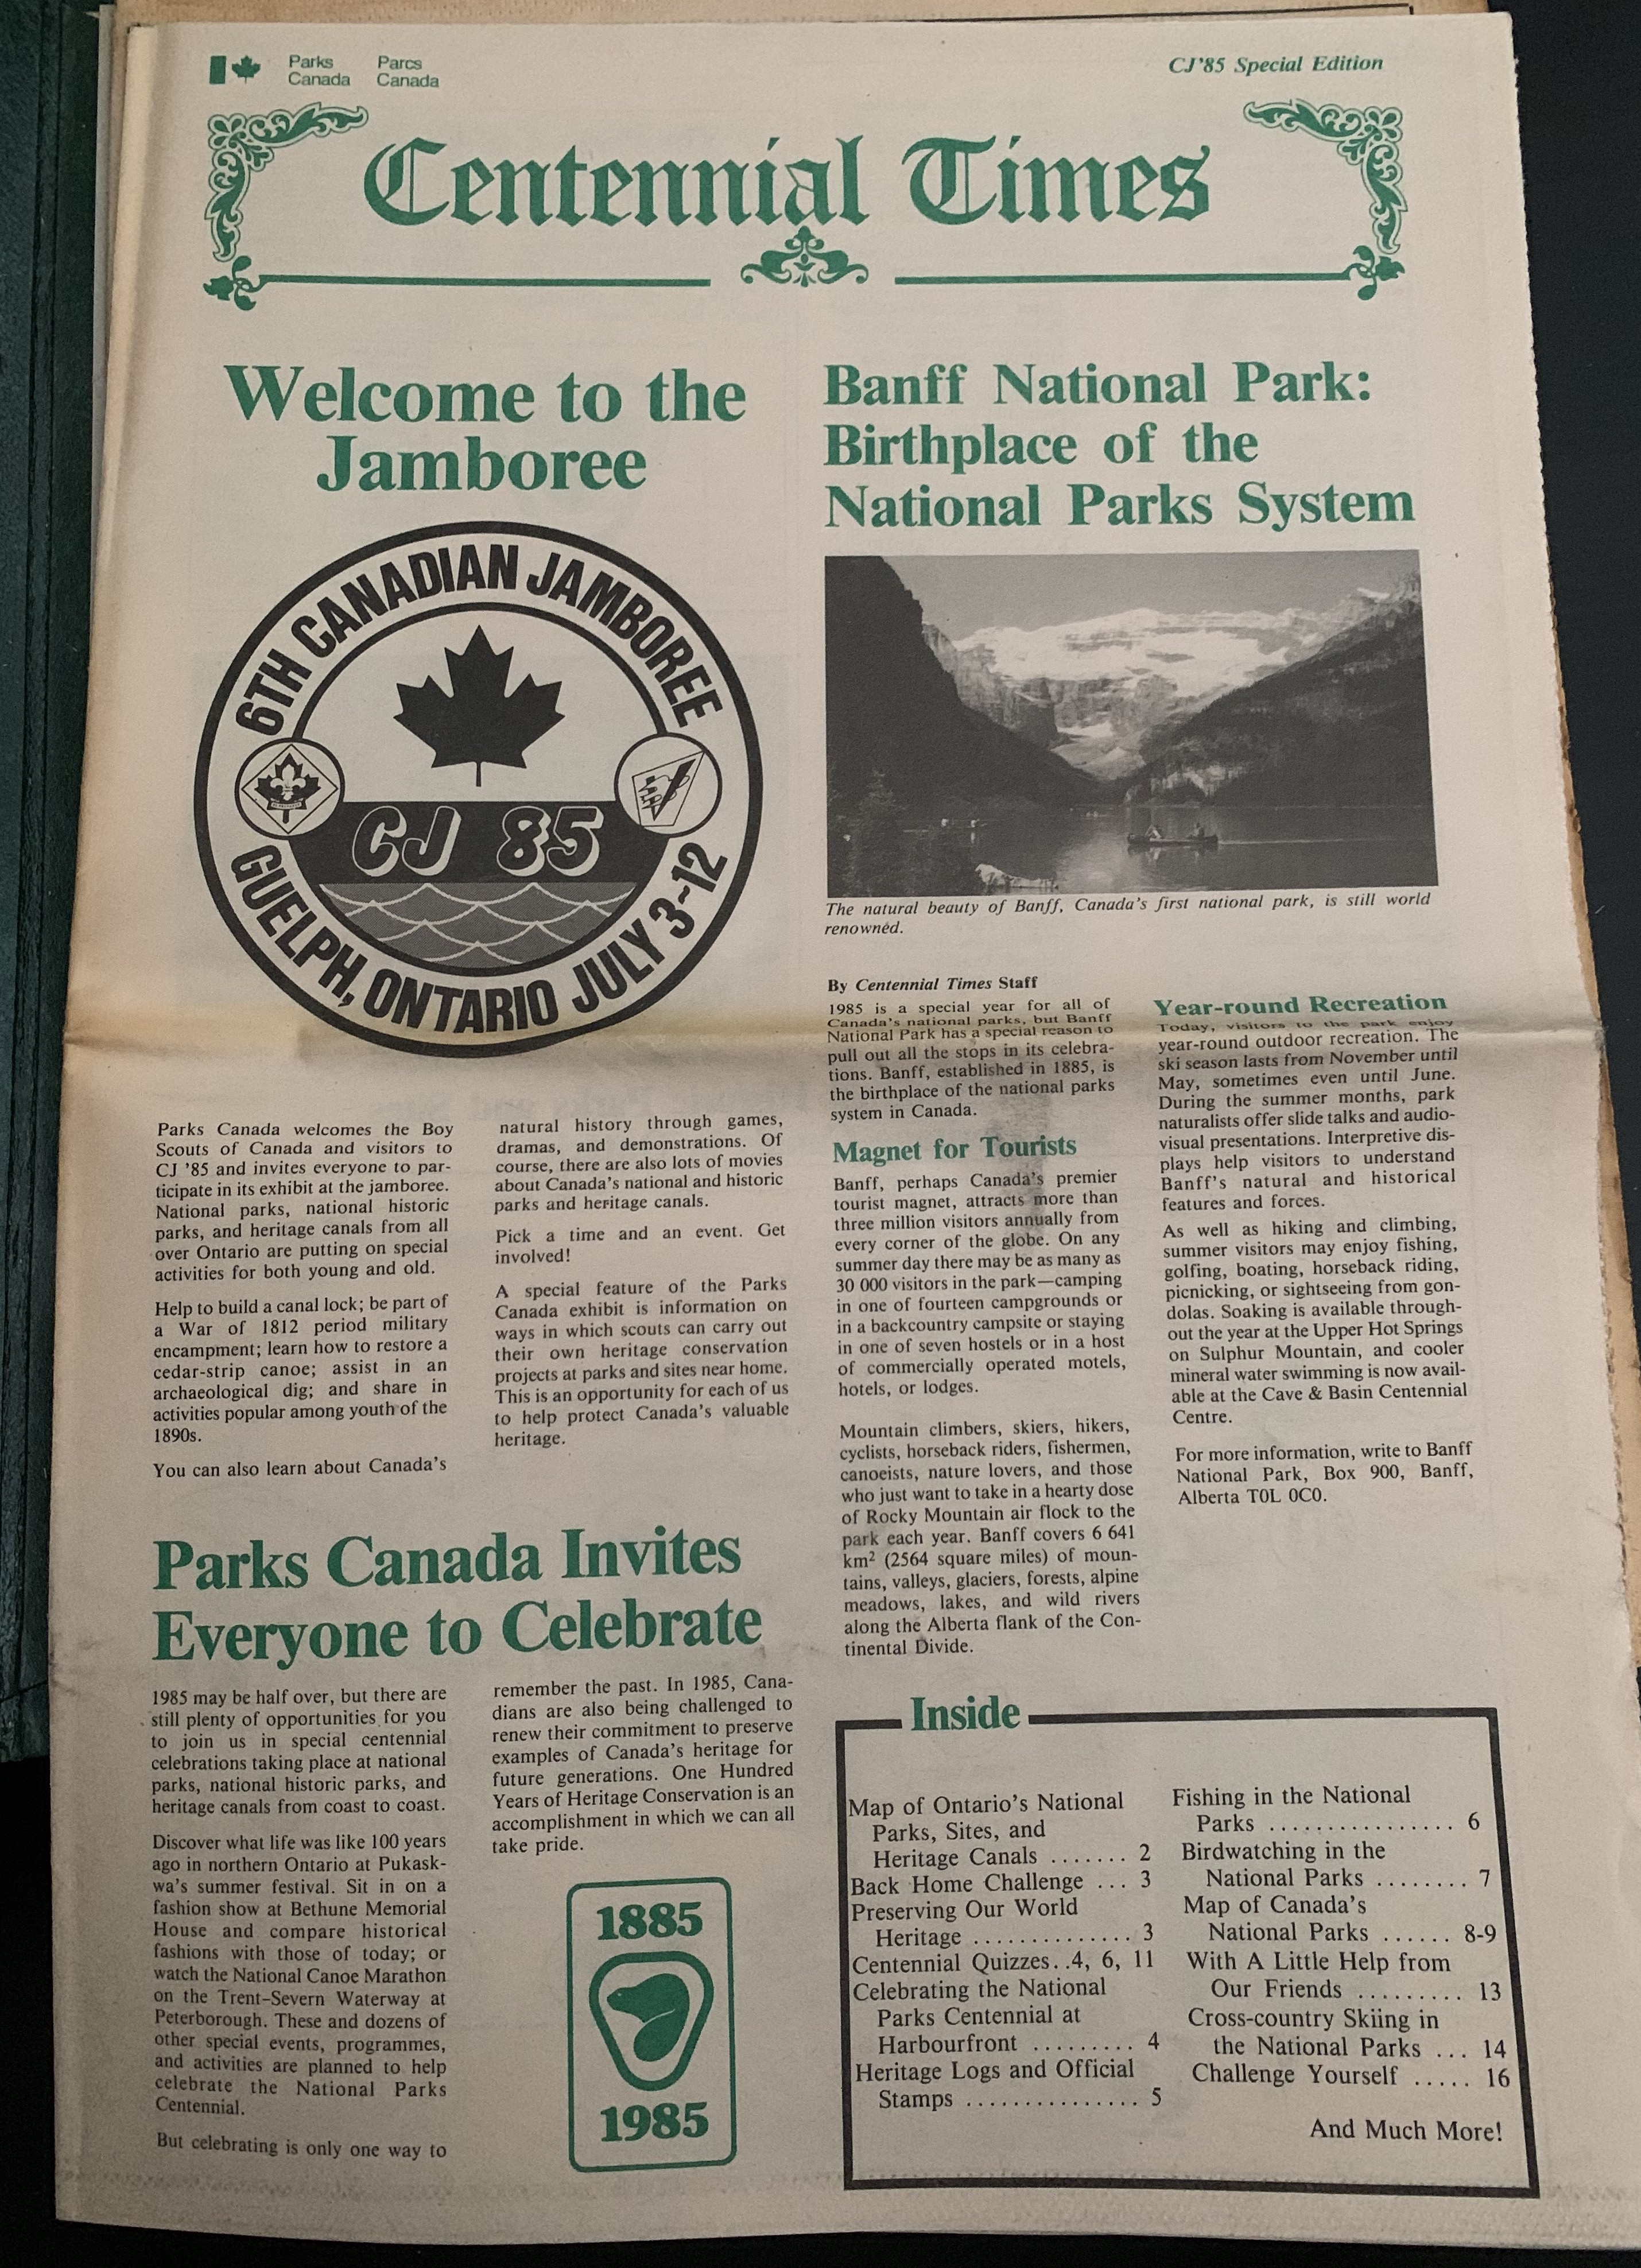 Parks Canada
Parcs Canada
CJ'85 Special Edition
Centennial Times
Welcome to the
Jamboree
6TH CANADIAN JAMBOREE
CJ 85
GUELPH, ONTARIO JULY 3-12
Parks Canada welcomes the Boy
Scouts of Canada and visitors to
CJ '85 and invites everyone to par-
ticipate in its exhibit at the jamboree.
National parks, national historic
parks, and heritage canals from all
over Ontario are putting on special
activities for both young and old.
Help to build a canal lock; be part of
a War of 1812 period military
encampment; learn how to restore a
cedar-strip canoe; assist in an
archaeological dig; and share in
activities popular among youth of the
1890s.
You can also learn about Canada's
natural history through games,
dramas, and demonstrations. Of
course, there are also lots of movies
about Canada's national and historic
parks and heritage canals.
Pick a time and an event. Get
involved!
A special feature of the Parks
Canada exhibit is information on
ways in which scouts can carry out
their own heritage conservation
projects at parks and sites near home.
This is an opportunity for each of us
to help protect Canada's valuable
heritage.
Parks Canada Invites
Everyone to Celebrate
1985 may be half over, but there are
still plenty of opportunities for you
to join us in special centennial
celebrations taking place at national
parks, national historic parks, and
heritage canals from coast to coast.
Discover what life was like 100 years
ago in northern Ontario at Pukask-
wa's summer festival. Sit in on a
fashion show at Bethune Memorial
House and compare historical
fashions with those of today; or
watch the National Canoe Marathon
on the Trent-Severn Waterway at
Peterborough. These and dozens of
other special events, programmes,
and activities are planned to help
celebrate the National Parks
Centennial.
But celebrating is only one way to
remember the past. In 1985, Cana-
dians are also being challenged to
renew their commitment to preserve
examples of Canada's heritage for
future generations. One Hundred
Years of Heritage Conservation is an
accomplishment in which we can all
take pride.
1885
1985
Banff National Park:
Birthplace of the
National Parks System
The natural beauty of Banff, Canada's first national park, is still world
renowned.
By Centennial Times Staff
1985 is a special year for all of
Canada's national parks, but Banff
National Park has a special reason to
pull out all the stops in its celebra-
tions. Banff, established in 1885, is
the birthplace of the national parks
system in Canada.
Magnet for Tourists
Banff, perhaps Canada's premier
tourist magnet, attracts more than
three million visitors annually from
every corner of the globe. On any
summer day there may be as many as
30 000 visitors in the park—camping
in one of fourteen campgrounds or
in a backcountry campsite or staying
in one of seven hostels or in a host
of commercially operated motels,
hotels, or lodges.
Mountain climbers, skiers, hikers,
cyclists, horseback riders, fishermen,
canoeists, nature lovers, and those
who just want to take in a hearty dose
of Rocky Mountain air flock to the
park each year. Banff covers 6 641
km² (2564 square miles) of moun-
tains, valleys, glaciers, forests, alpine
meadows, lakes, and wild rivers
along the Alberta flank of the Con-
tinental Divide.
Year-round Recreation
Today, visitors to the park enjoy
year-round outdoor recreation. The
ski season lasts from November until
May, sometimes even until June.
During the summer months, park
naturalists offer slide talks and audio-
visual presentations. Interpretive dis-
plays help visitors to understand
Banff's natural and historical
features and forces.
As well as hiking and climbing,
summer visitors may enjoy fishing,
golfing, boating, horseback riding,
picnicking, or sightseeing from gon-
dolas. Soaking is available through-
out the year at the Upper Hot Springs
on Sulphur Mountain, and cooler
mineral water swimming is now avail-
able at the Cave & Basin Centennial
Centre.
For more information, write to Banff
National Park, Box 900, Banff,
Alberta T0L 0C0.
Inside
Map of Ontario's National
Parks, Sites, and
Heritage Canals ....... 2
Back Home Challenge ... 3
Preserving Our World
Heritage .............. 3
Centennial Quizzes..4, 6, 11
Celebrating the National
Parks Centennial at
Harbourfront ......... 4
Heritage Logs and Official
Stamps ............... 5
Fishing in the National
Parks ................ 6
Birdwatching in the
National Parks ........ 7
Map of Canada's
National Parks ...... 8-9
With A Little Help from
Our Friends ......... 13
Cross-country Skiing in
the National Parks ... 14
Challenge Yourself ..... 16
And Much More!